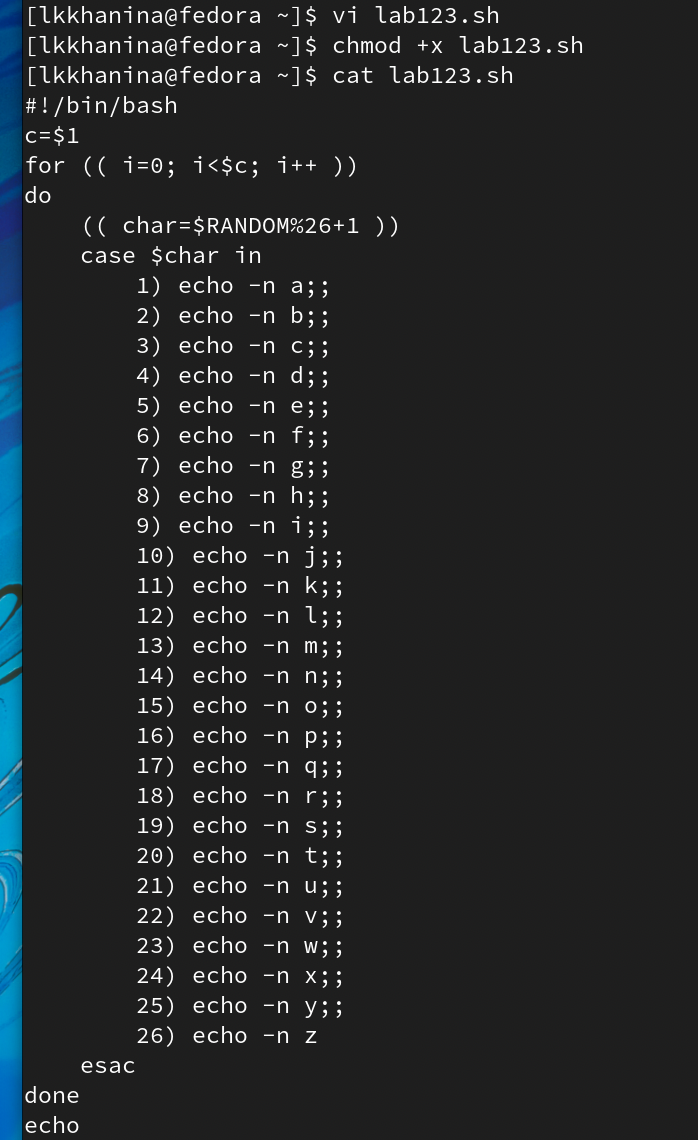 [lkkhanina@fedora ~]$ vi lab123.sh
[lkkhanina@fedora ~]$ chmod +x lab123.sh
[lkkhanina@fedora ~]$ cat lab123.sh
#!/bin/bash
c=$1
for (( i=0; i<$c; i++ ))
do
    (( char=$RANDOM%26+1 ))
    case $char in
        1) echo -n a;;
        2) echo -n b;;
        3) echo -n c;;
        4) echo -n d;;
        5) echo -n e;;
        6) echo -n f;;
        7) echo -n g;;
        8) echo -n h;;
        9) echo -n i;;
        10) echo -n j;;
        11) echo -n k;;
        12) echo -n l;;
        13) echo -n m;;
        14) echo -n n;;
        15) echo -n o;;
        16) echo -n p;;
        17) echo -n q;;
        18) echo -n r;;
        19) echo -n s;;
        20) echo -n t;;
        21) echo -n u;;
        22) echo -n v;;
        23) echo -n w;;
        24) echo -n x;;
        25) echo -n y;;
        26) echo -n z
    esac
done
echo